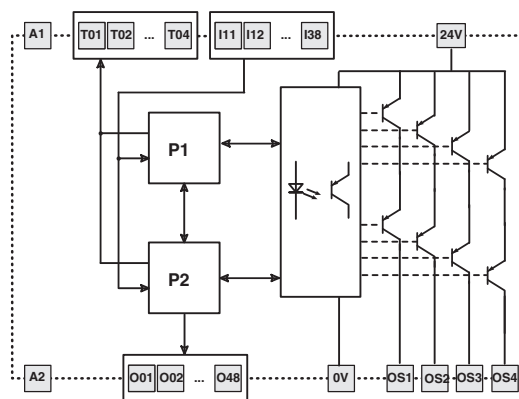 A1 T01 T02 ... T04 I11 I12 ... I38 24V
P1
P2
A2 O01 O02 ... O48 0V OS1 OS2 OS3 OS4